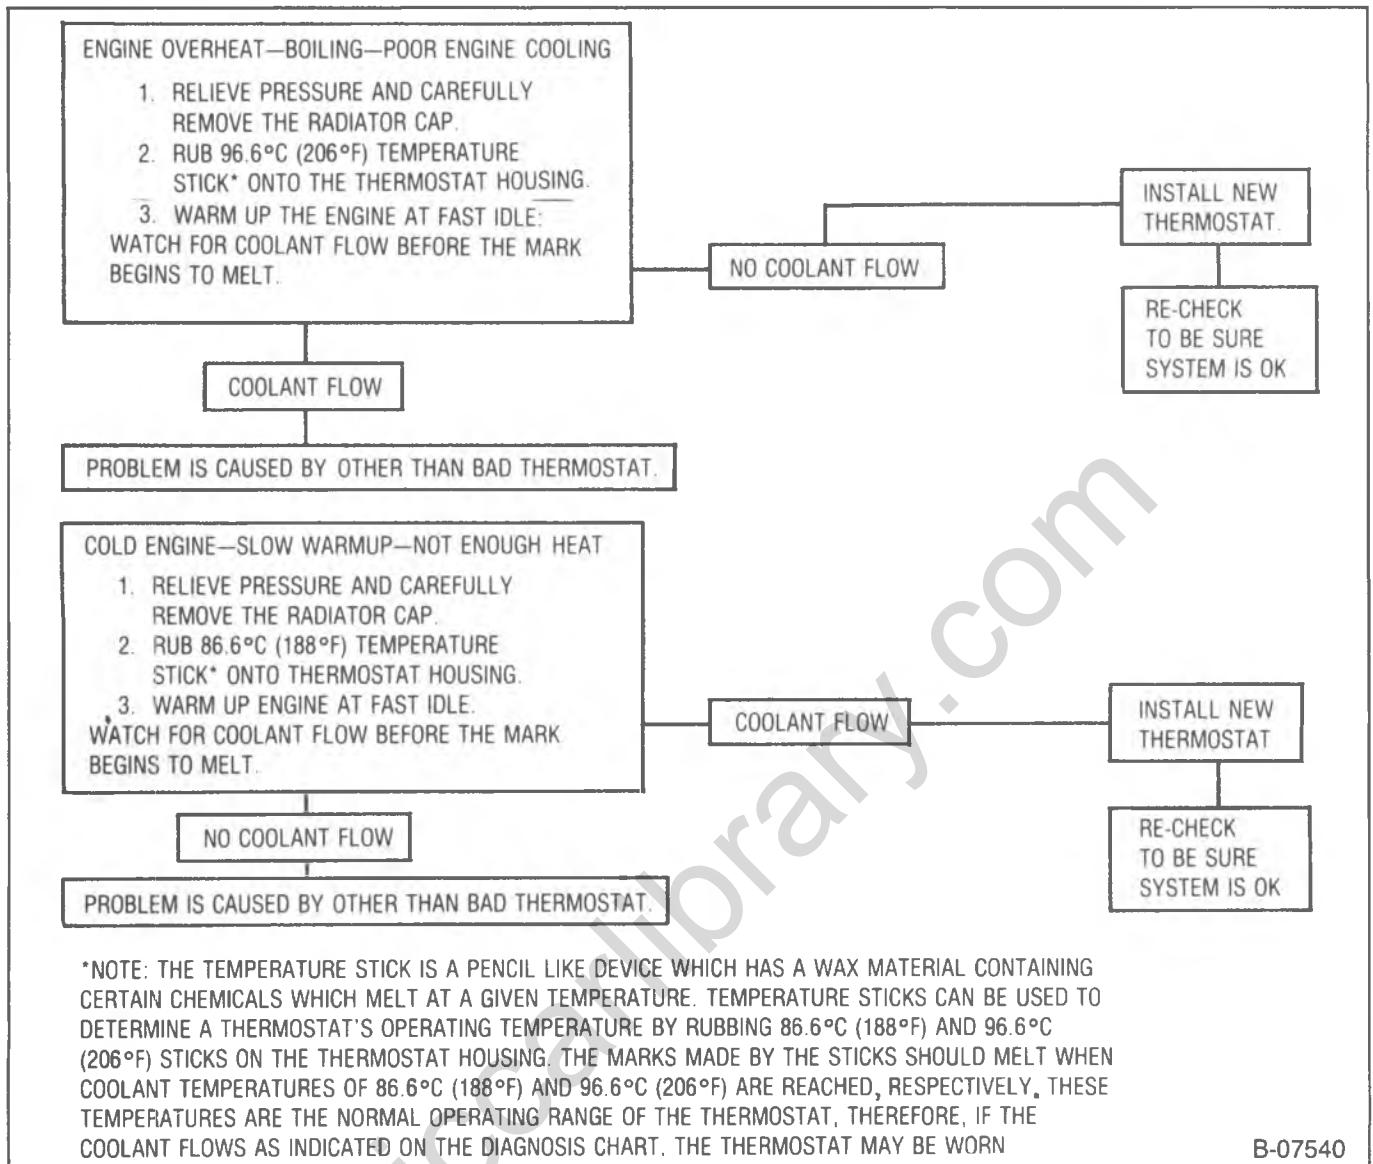 ENGINE OVERHEAT—BOILING—POOR ENGINE COOLING
1. RELIEVE PRESSURE AND CAREFULLY
REMOVE THE RADIATOR CAP.
2. RUB 96.6°C (206°F) TEMPERATURE
STICK* ONTO THE THERMOSTAT HOUSING.
3. WARM UP THE ENGINE AT FAST IDLE:
WATCH FOR COOLANT FLOW BEFORE THE MARK
BEGINS TO MELT.
NO COOLANT FLOW
INSTALL NEW
THERMOSTAT.
RE-CHECK
TO BE SURE
SYSTEM IS OK
COOLANT FLOW
PROBLEM IS CAUSED BY OTHER THAN BAD THERMOSTAT.
COLD ENGINE—SLOW WARMUP—NOT ENOUGH HEAT
1. RELIEVE PRESSURE AND CAREFULLY
REMOVE THE RADIATOR CAP.
2. RUB 86.6°C (188°F) TEMPERATURE
STICK* ONTO THERMOSTAT HOUSING.
3. WARM UP ENGINE AT FAST IDLE.
WATCH FOR COOLANT FLOW BEFORE THE MARK
BEGINS TO MELT.
COOLANT FLOW
INSTALL NEW
THERMOSTAT
RE-CHECK
TO BE SURE
SYSTEM IS OK
NO COOLANT FLOW
PROBLEM IS CAUSED BY OTHER THAN BAD THERMOSTAT.
*NOTE: THE TEMPERATURE STICK IS A PENCIL LIKE DEVICE WHICH HAS A WAX MATERIAL CONTAINING
CERTAIN CHEMICALS WHICH MELT AT A GIVEN TEMPERATURE. TEMPERATURE STICKS CAN BE USED TO
DETERMINE A THERMOSTAT'S OPERATING TEMPERATURE BY RUBBING 86.6°C (188°F) AND 96.6°C
(206°F) STICKS ON THE THERMOSTAT HOUSING. THE MARKS MADE BY THE STICKS SHOULD MELT WHEN
COOLANT TEMPERATURES OF 86.6°C (188°F) AND 96.6°C (206°F) ARE REACHED, RESPECTIVELY. THESE
TEMPERATURES ARE THE NORMAL OPERATING RANGE OF THE THERMOSTAT, THEREFORE, IF THE
COOLANT FLOWS AS INDICATED ON THE DIAGNOSIS CHART. THE THERMOSTAT MAY BE WORN
B-07540
ccarlibrary.com